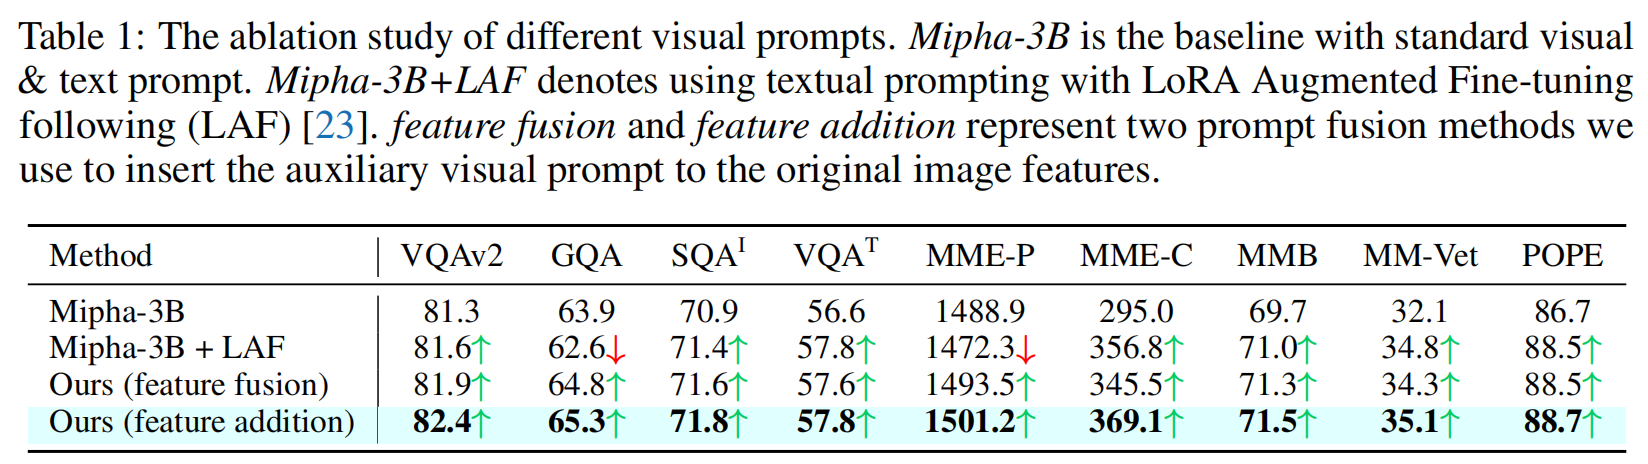 Table 1: The ablation study of different visual prompts. Mipha-3B is the baseline with standard visual
& text prompt. Mipha-3B+LAF denotes using textual prompting with LoRA Augmented Fine-tuning
following (LAF) [23]. feature fusion and feature addition represent two prompt fusion methods we
use to insert the auxiliary visual prompt to the original image features.
Method VQAv2 GQA SQA^I VQA^T MME-P MME-C MMB MM-Vet POPE
Mipha-3B 81.3 63.9 70.9 56.6 1488.9 295.0 69.7 32.1 86.7
Mipha-3B + LAF 81.6↑ 62.6↓ 71.4↑ 57.8↑ 1472.3↓ 356.8↑ 71.0↑ 34.8↑ 88.5↑
Ours (feature fusion) 81.9↑ 64.8↑ 71.6↑ 57.6↑ 1493.5↑ 345.5↑ 71.3↑ 34.3↑ 88.5↑
Ours (feature addition) 82.4↑ 65.3↑ 71.8↑ 57.8↑ 1501.2↑ 369.1↑ 71.5↑ 35.1↑ 88.7↑